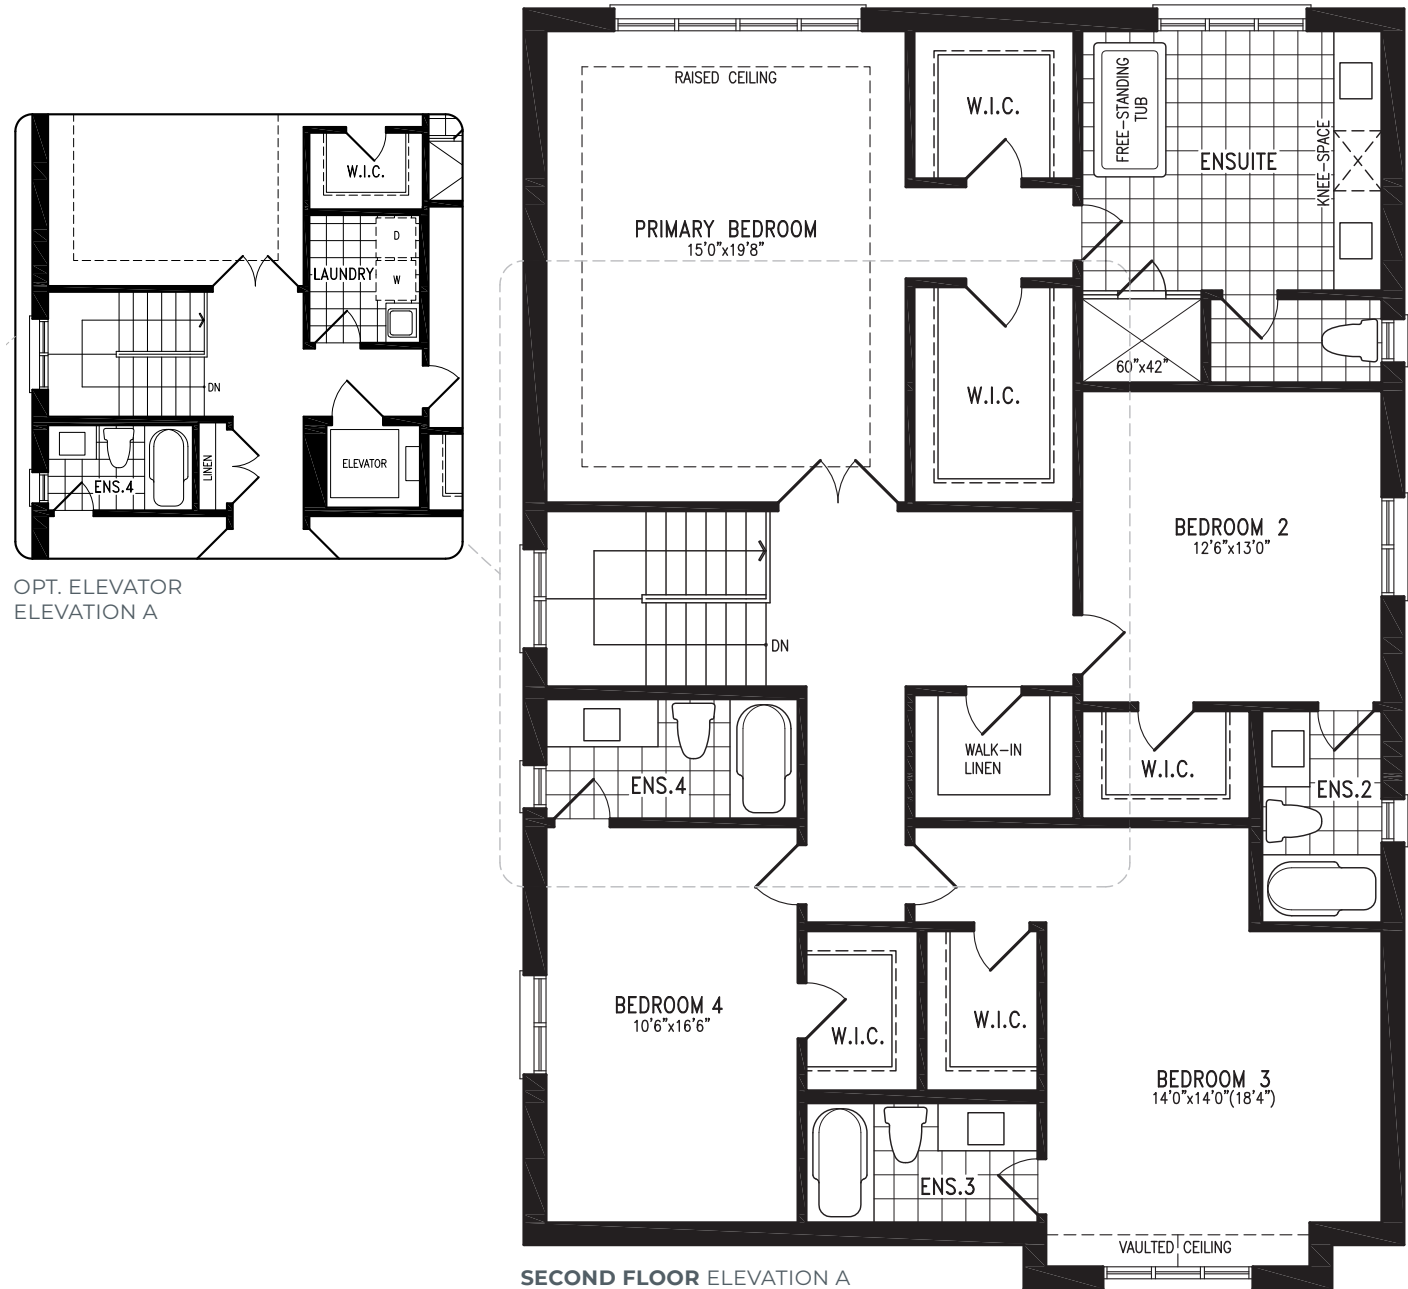 RAISED CEILING
W.I.C.
FREE-STANDING
TUB
ENSUITE
KNEE-SPACE
PRIMARY BEDROOM
15'0"x19'8"
W.I.C.
60"x42"
W.I.C.
D
LAUNDRY
W
DN
ENS.4
LINEN
ELEVATOR
OPT. ELEVATOR
ELEVATION A
BEDROOM 2
12'6"x13'0"
DN
ENS.4
WALK-IN
LINEN
W.I.C.
ENS.2
BEDROOM 4
10'6"x16'6"
W.I.C.
W.I.C.
BEDROOM 3
14'0"x14'0"(18'4")
ENS.3
VAULTED CEILING
SECOND FLOOR ELEVATION A